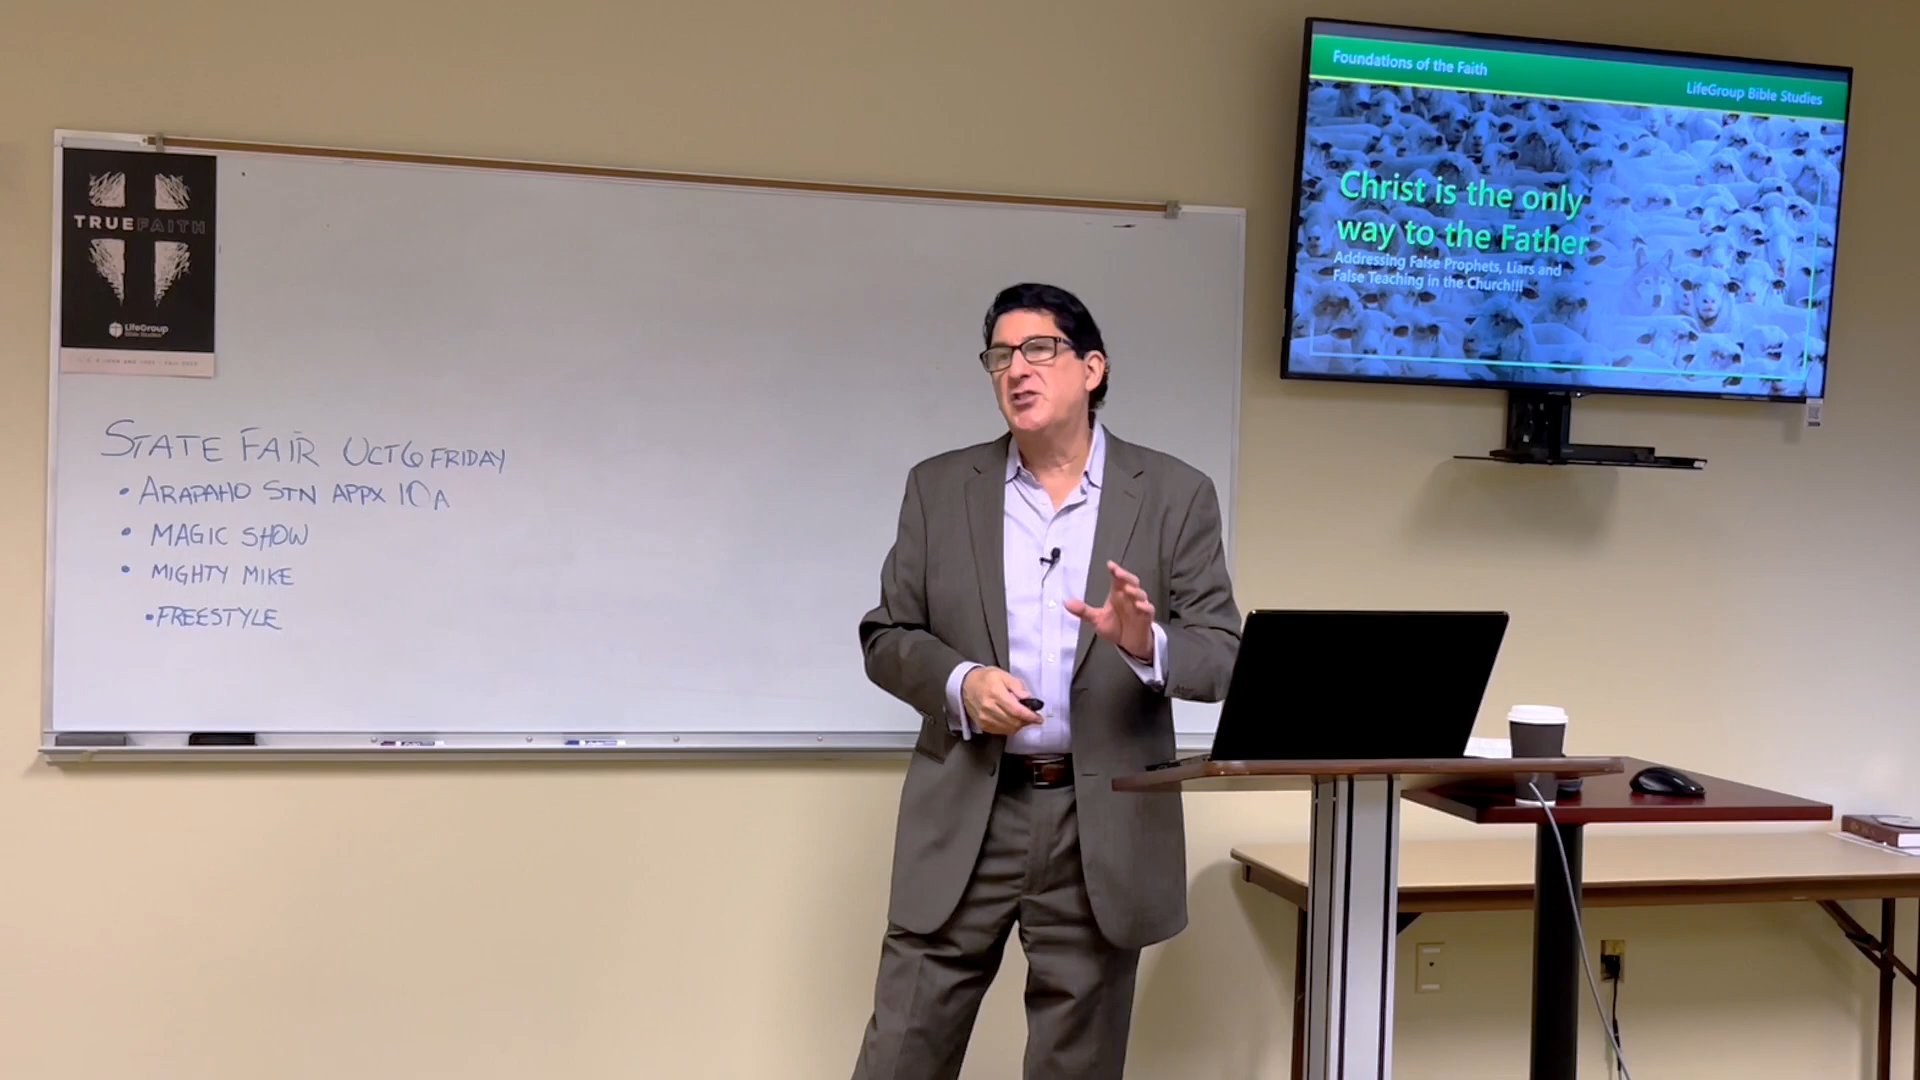 TRUEFAITH
LifeGroup
Bible Studies
STATE FAIR OCT 6 FRIDAY
• ARAPAHO STN APPX 10A
• MAGIC SHOW
• MIGHTY MIKE
• FREESTYLE
Foundations of the Faith
LifeGroup Bible Studies
Christ is the only
way to the Father
Addressing False Prophets, Liars and
False Teaching in the Church!!!